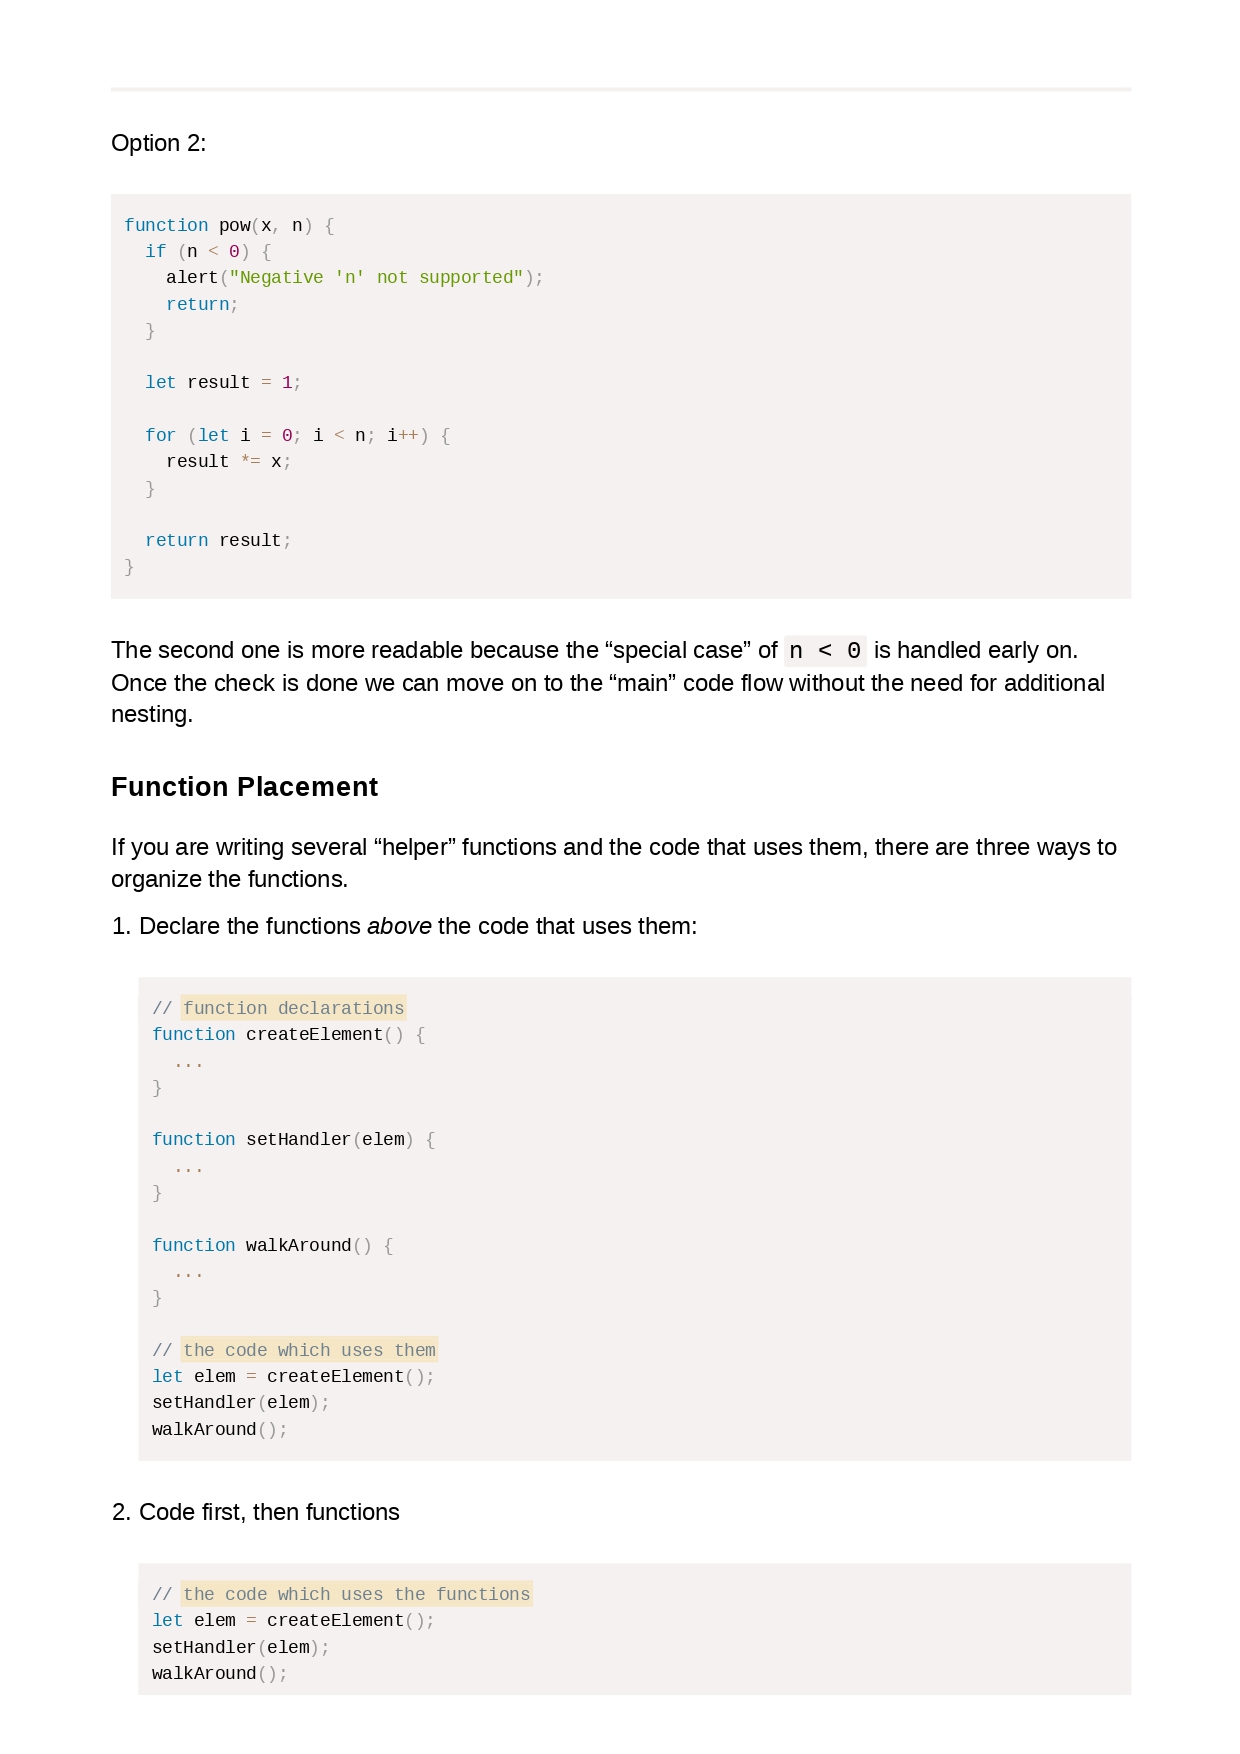 Option 2:
function pow(x, n) {
  if (n < 0) {
    alert("Negative 'n' not supported");
    return;
  }

  let result = 1;

  for (let i = 0; i < n; i++) {
    result *= x;
  }

  return result;
}
The second one is more readable because the “special case” of n < 0 is handled early on.
Once the check is done we can move on to the “main” code flow without the need for additional
nesting.
Function Placement
If you are writing several “helper” functions and the code that uses them, there are three ways to
organize the functions.
1. Declare the functions above the code that uses them:
// function declarations
function createElement() {
  ...
}

function setHandler(elem) {
  ...
}

function walkAround() {
  ...
}

// the code which uses them
let elem = createElement();
setHandler(elem);
walkAround();
2. Code first, then functions
// the code which uses the functions
let elem = createElement();
setHandler(elem);
walkAround();